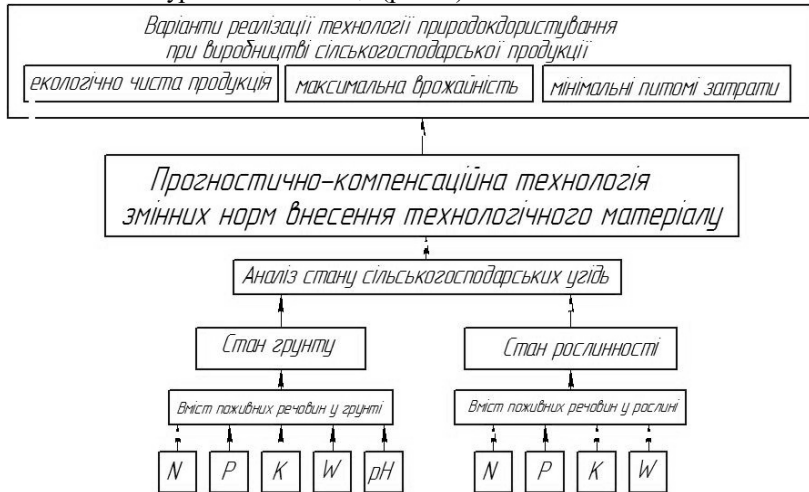 Варіанти реалізації технології природокдористування
при виробництві сілськогосподарської продукції
екологічно чиста продукція максимальна врожайність мінімальні питомі затрати
Прогностично-компенсаційна технологія
змінних норм внесення технологічного матеріалу
Аналіз стану сільськогосподарських угідь
Стан грунту Стан рослинності
Вміст поживних речовин у грунті Вміст поживних речовин у рослині
N P K W pH N P K W